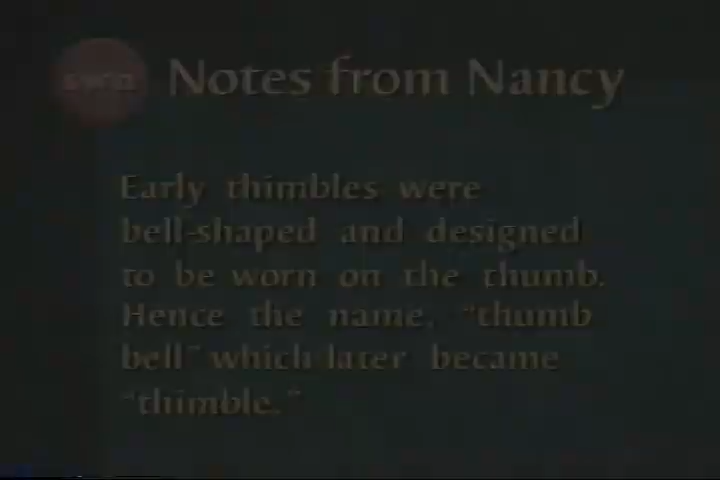 swn
Notes from Nancy
Early thimbles were
bell-shaped and designed
to be worn on the thumb.
Hence the name, "thumb
bell" which later became
"thimble."